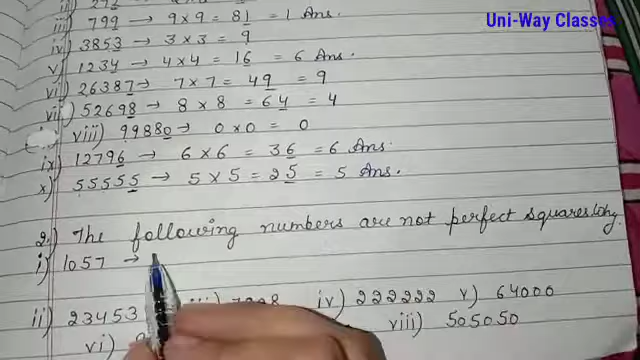 Uni-Way Classes
iii) 799 → 9 × 9 = 81 = 1 Ans.
iv) 3853 → 3 × 3 = 9
v) 1234 → 4 × 4 = 16 = 6 Ans.
vi) 26387 → 7 × 7 = 49 = 9
vii) 52698 → 8 × 8 = 64 = 4
viii) 99880 → 0 × 0 = 0
ix) 12796 → 6 × 6 = 36 = 6 Ans.
x) 55555 → 5 × 5 = 25 = 5 Ans.
2.) The following numbers are not perfect squares.
i) 1057 →
ii) 23453 iv) 222222 v) 64000
vi) viii) 505050